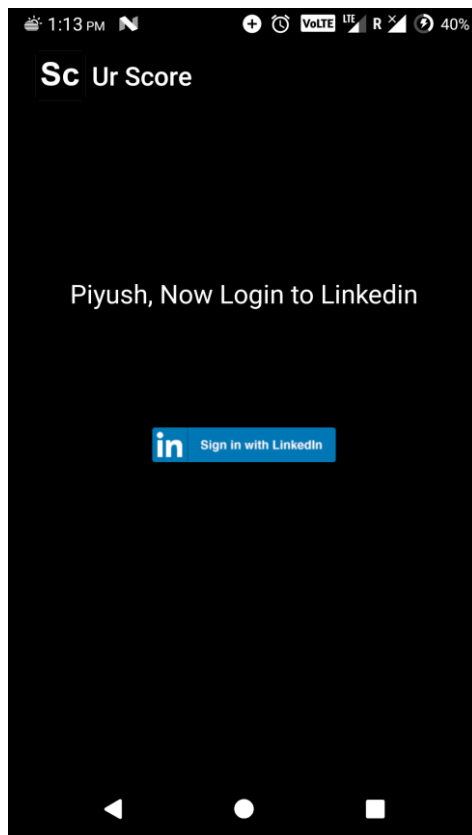 1:13 PM N + VoLTE LTE R 40%
Sc Ur Score
Piyush, Now Login to Linkedin
in Sign in with LinkedIn